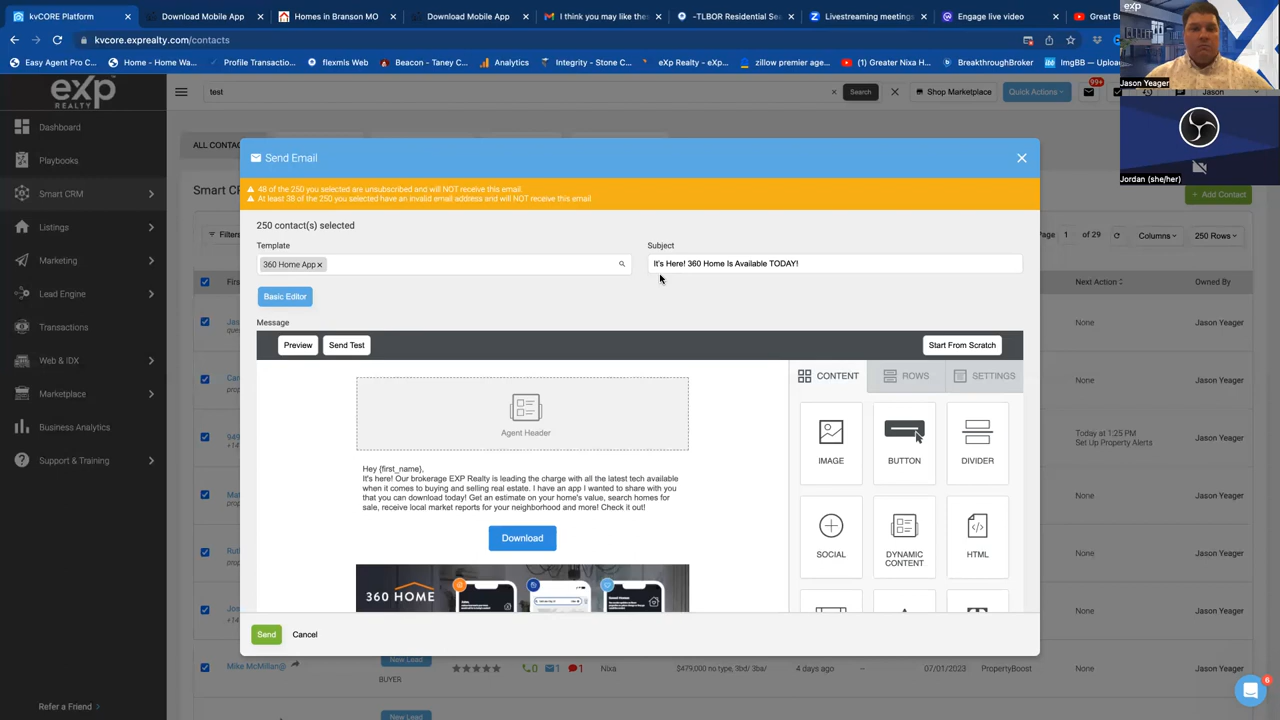 kvCORE Platform
Download Mobile App
Homes in Branson MO
Download Mobile App
I think you may like thes
-TLBOR Residential
Livestreaming meetings
Engage live video
Great Br
kvcore.exprealty.com/contacts
Easy Agent Pro C...
Home - Home Wa...
Profile Transactio...
flexmls Web
Beacon - Taney C...
Analytics
Integrity - Stone C...
eXp Realty - eXp...
zillow premier age...
(1) Greater Nixa H...
BreakthroughBroker
ImgBB — U
exp
Jason Yeager
Jordan (she/her)
exp
REALTY
test
Search
Shop Marketplace
Quick Actions
99+
Jason
Dashboard
Playbooks
Smart CRM
Listings
Marketing
Lead Engine
Transactions
Web & IDX
Marketplace
Business Analytics
Support & Training
Refer a Friend
ALL CONTAC
Smart CR
+ Add Contact
Filters
Page 1 of 29
Columns
250 Rows
First
Next Action
Owned By
Send Email
48 of the 250 you selected are unsubscribed and will NOT receive this email.
At least 38 of the 250 you selected have an invalid email address and will NOT receive this email
250 contact(s) selected
Template
Subject
360 Home App ×
It's Here! 360 Home Is Available TODAY!
Basic Editor
Message
Preview
Send Test
Start From Scratch
CONTENT
ROWS
SETTINGS
Agent Header
Hey {first_name},
It's here! Our brokerage EXP Realty is leading the charge with all the latest tech available
when it comes to buying and selling real estate. I have an app I wanted to share with you
that you can download today! Get an estimate on your home's value, search homes for
sale, receive local market reports for your neighborhood and more! Check it out!
Download
360 HOME
IMAGE
BUTTON
DIVIDER
SOCIAL
DYNAMIC
CONTENT
HTML
Send
Cancel
None
Jason Yeager
None
Jason Yeager
Today at 1:25 PM
Set Up Property Alerts
Jason Yeager
None
Jason Yeager
None
Jason Yeager
None
Jason Yeager
Mike McMillan@
New Lead
BUYER
0
1
1
Nixa
$479,000 no type, 3bd/ 3ba/
4 days ago
–
07/01/2023
PropertyBoost
None
Jason Yeager
New Lead
6